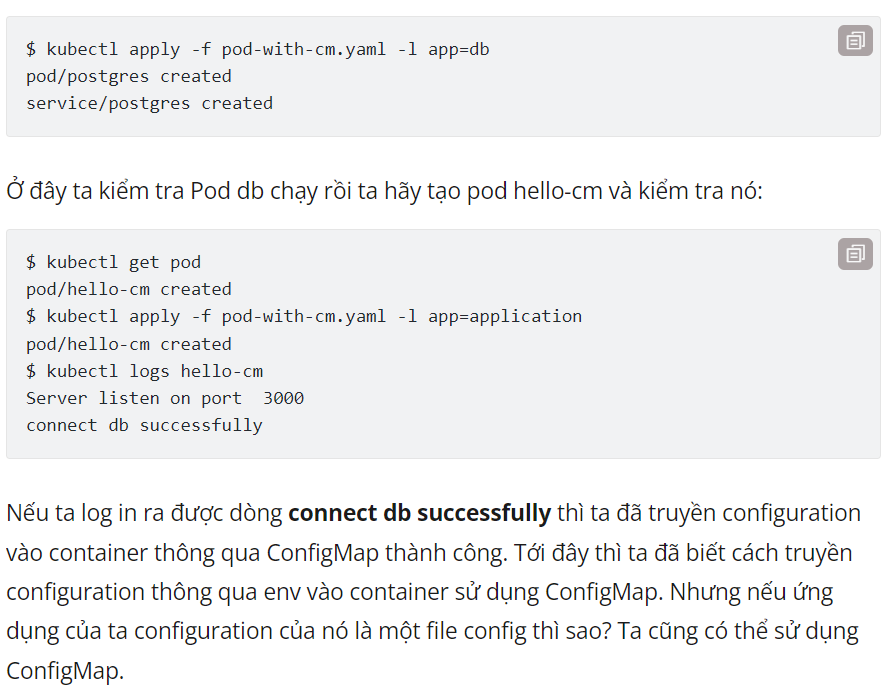 $ kubectl apply -f pod-with-cm.yaml -l app=db
pod/postgres created
service/postgres created
Ở đây ta kiểm tra Pod db chạy rồi ta hãy tạo pod hello-cm và kiểm tra nó:
$ kubectl get pod
pod/hello-cm created
$ kubectl apply -f pod-with-cm.yaml -l app=application
pod/hello-cm created
$ kubectl logs hello-cm
Server listen on port  3000
connect db successfully
Nếu ta log in ra được dòng connect db successfully thì ta đã truyền configuration
vào container thông qua ConfigMap thành công. Tới đây thì ta đã biết cách truyền
configuration thông qua env vào container sử dụng ConfigMap. Nhưng nếu ứng
dụng của ta configuration của nó là một file config thì sao? Ta cũng có thể sử dụng
ConfigMap.